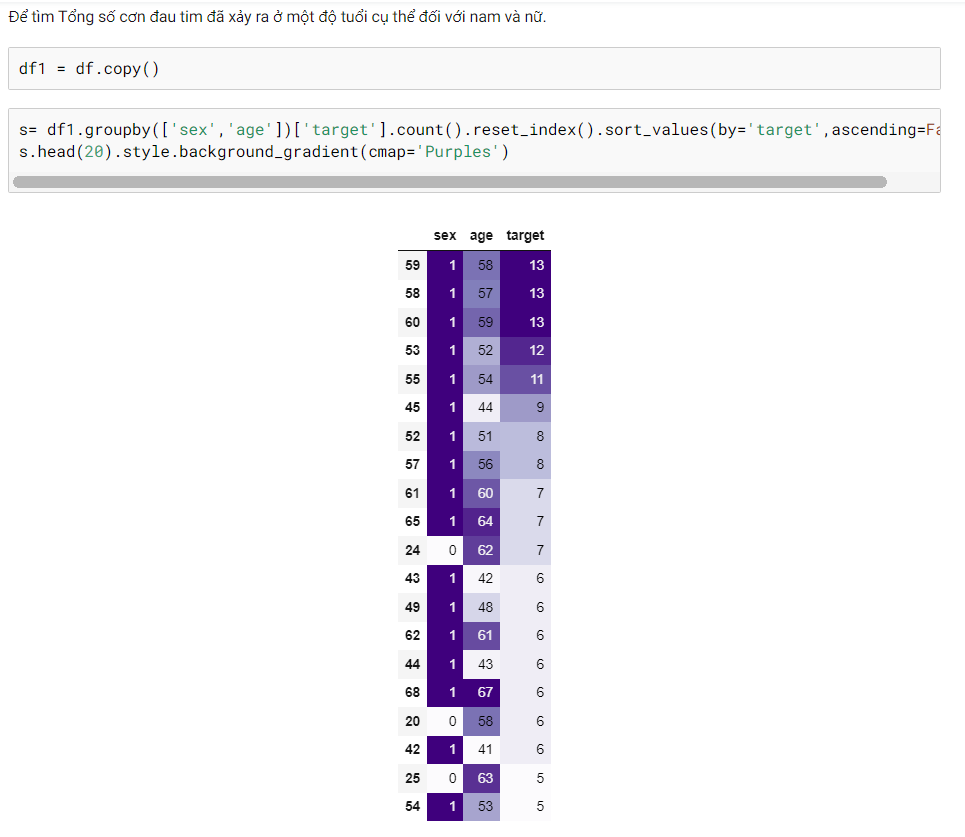 Để tìm Tổng số cơn đau tim đã xảy ra ở một độ tuổi cụ thể đối với nam và nữ.
df1 = df.copy()
s= df1.groupby(['sex','age'])['target'].count().reset_index().sort_values(by='target',ascending=Fa
s.head(20).style.background_gradient(cmap='Purples')
sex age target
59 1 58 13
58 1 57 13
60 1 59 13
53 1 52 12
55 1 54 11
45 1 44 9
52 1 51 8
57 1 56 8
61 1 60 7
65 1 64 7
24 0 62 7
43 1 42 6
49 1 48 6
62 1 61 6
44 1 43 6
68 1 67 6
20 0 58 6
42 1 41 6
25 0 63 5
54 1 53 5